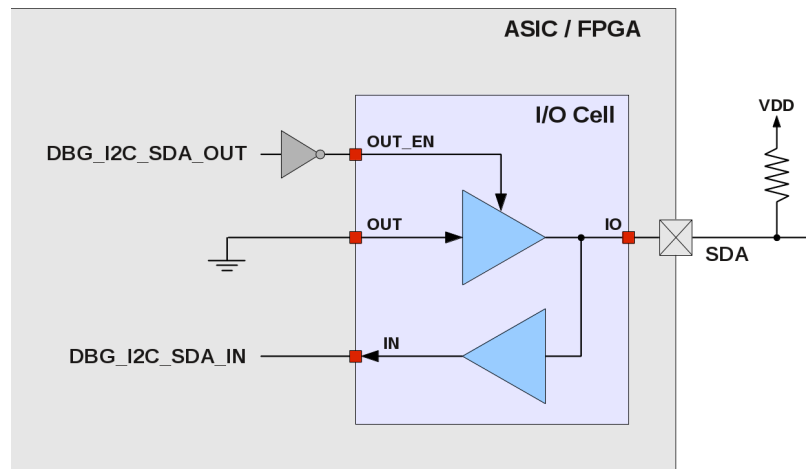 ASIC / FPGA
I/O Cell
VDD
DBG_I2C_SDA_OUT
OUT_EN
OUT
IO
SDA
DBG_I2C_SDA_IN
IN